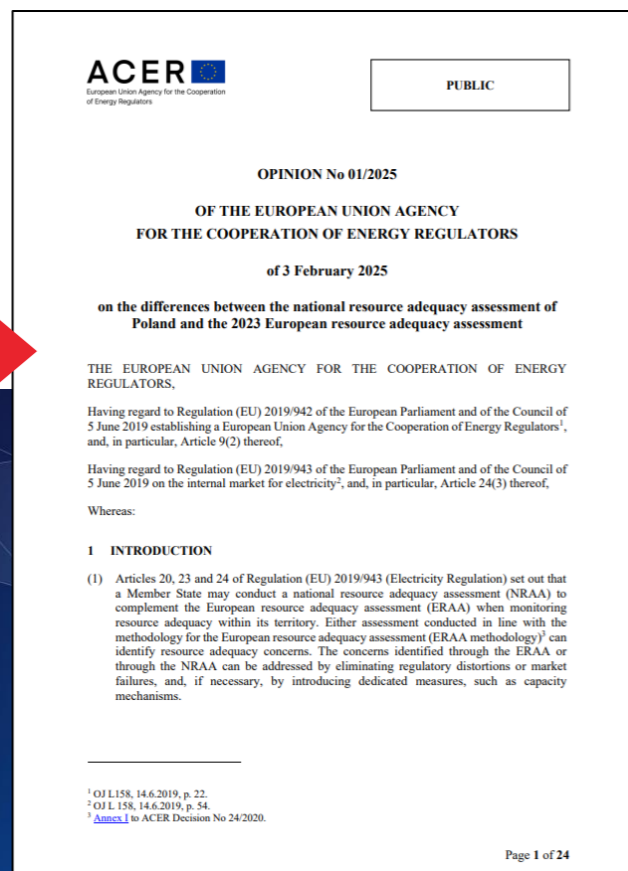 ACER
European Union Agency for the Cooperation
of Energy Regulators
PUBLIC
OPINION No 01/2025
OF THE EUROPEAN UNION AGENCY
FOR THE COOPERATION OF ENERGY REGULATORS
of 3 February 2025
on the differences between the national resource adequacy assessment of
Poland and the 2023 European resource adequacy assessment
THE EUROPEAN UNION AGENCY FOR THE COOPERATION OF ENERGY
REGULATORS,
Having regard to Regulation (EU) 2019/942 of the European Parliament and of the Council of
5 June 2019 establishing a European Union Agency for the Cooperation of Energy Regulators1,
and, in particular, Article 9(2) thereof,
Having regard to Regulation (EU) 2019/943 of the European Parliament and of the Council of
5 June 2019 on the internal market for electricity2, and, in particular, Article 24(3) thereof,
Whereas:
1 INTRODUCTION
(1) Articles 20, 23 and 24 of Regulation (EU) 2019/943 (Electricity Regulation) set out that
a Member State may conduct a national resource adequacy assessment (NRAA) to
complement the European resource adequacy assessment (ERAA) when monitoring
resource adequacy within its territory. Either assessment conducted in line with the
methodology for the European resource adequacy assessment (ERAA methodology)3 can
identify resource adequacy concerns. The concerns identified through the ERAA or
through the NRAA can be addressed by eliminating regulatory distortions or market
failures, and, if necessary, by introducing dedicated measures, such as capacity
mechanisms.
1 OJ L158, 14.6.2019, p. 22.
2 OJ L 158, 14.6.2019, p. 54.
3 Annex I to ACER Decision No 24/2020.
Page 1 of 24